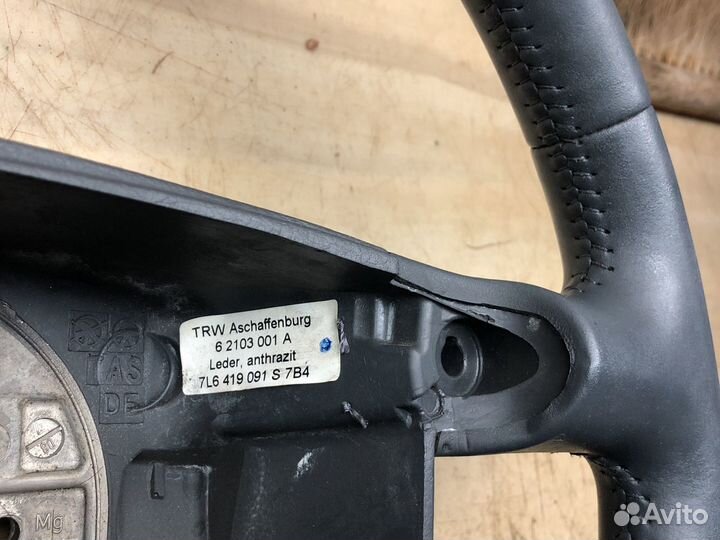 TRW Aschaffenburg
6 2103 001 A
Leder, anthrazit
7L6 419 091 S 7B4
AS
DE
Mg
Avito